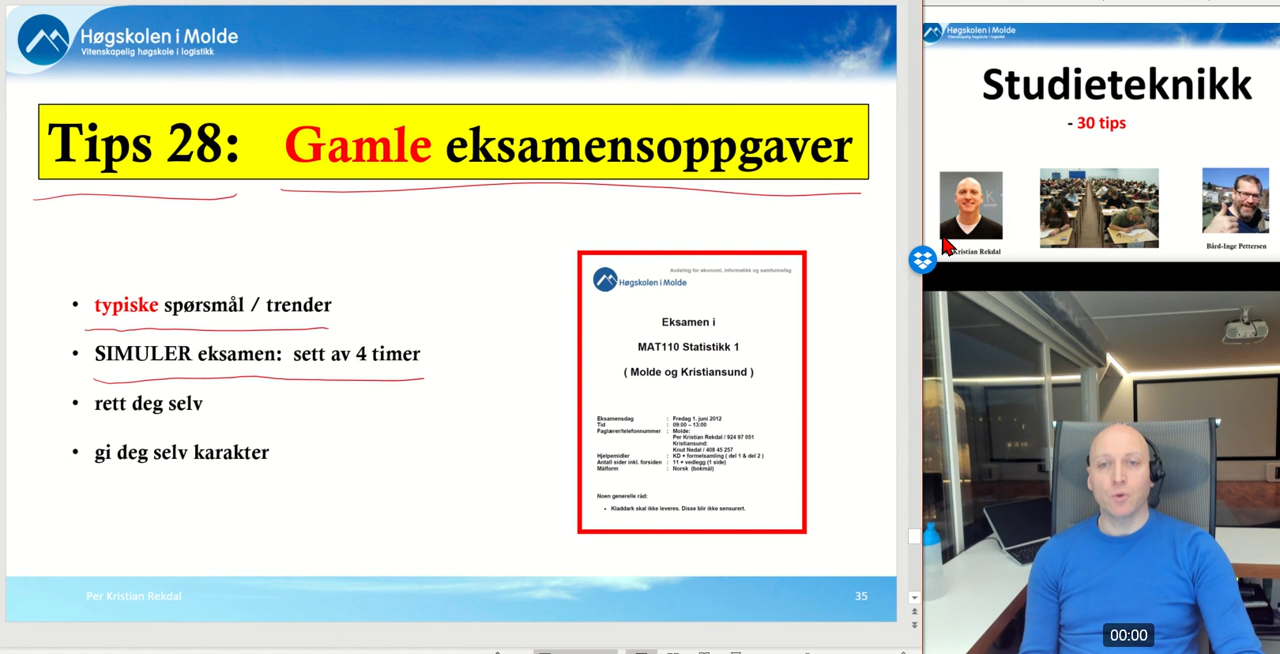 Høgskolen i Molde
Vitenskapelig høgskole i logistikk
Tips 28: Gamle eksamensoppgaver
• typiske spørsmål / trender
• SIMULER eksamen: sett av 4 timer
• rett deg selv
• gi deg selv karakter
Avdeling for økonomi, informatikk og samfunnsfag
Høgskolen i Molde
Eksamen i
MAT110 Statistikk 1
( Molde og Kristiansund )
Eksamensdag : Fredag 1. juni 2012
Tid : 09:00 – 13:00
Faglærer/telefonnummer : Molde:
Per Kristian Rekdal / 924 97 051
Kristiansund:
Knut Nedal / 408 45 257
Hjelpemidler : KD + formelsamling ( del 1 & del 2 )
Antall sider inkl. forsiden : 11 + vedlegg (1 side)
Målform : Norsk (bokmål)
Noen generelle råd:
• Kladdark skal ikke leveres. Disse blir ikke sensurert.
Per Kristian Rekdal
35
Høgskolen i Molde
Vitenskapelig høgskole i logistikk
Studieteknikk
- 30 tips
Kristian Rekdal
Bård-Inge Pettersen
00:00